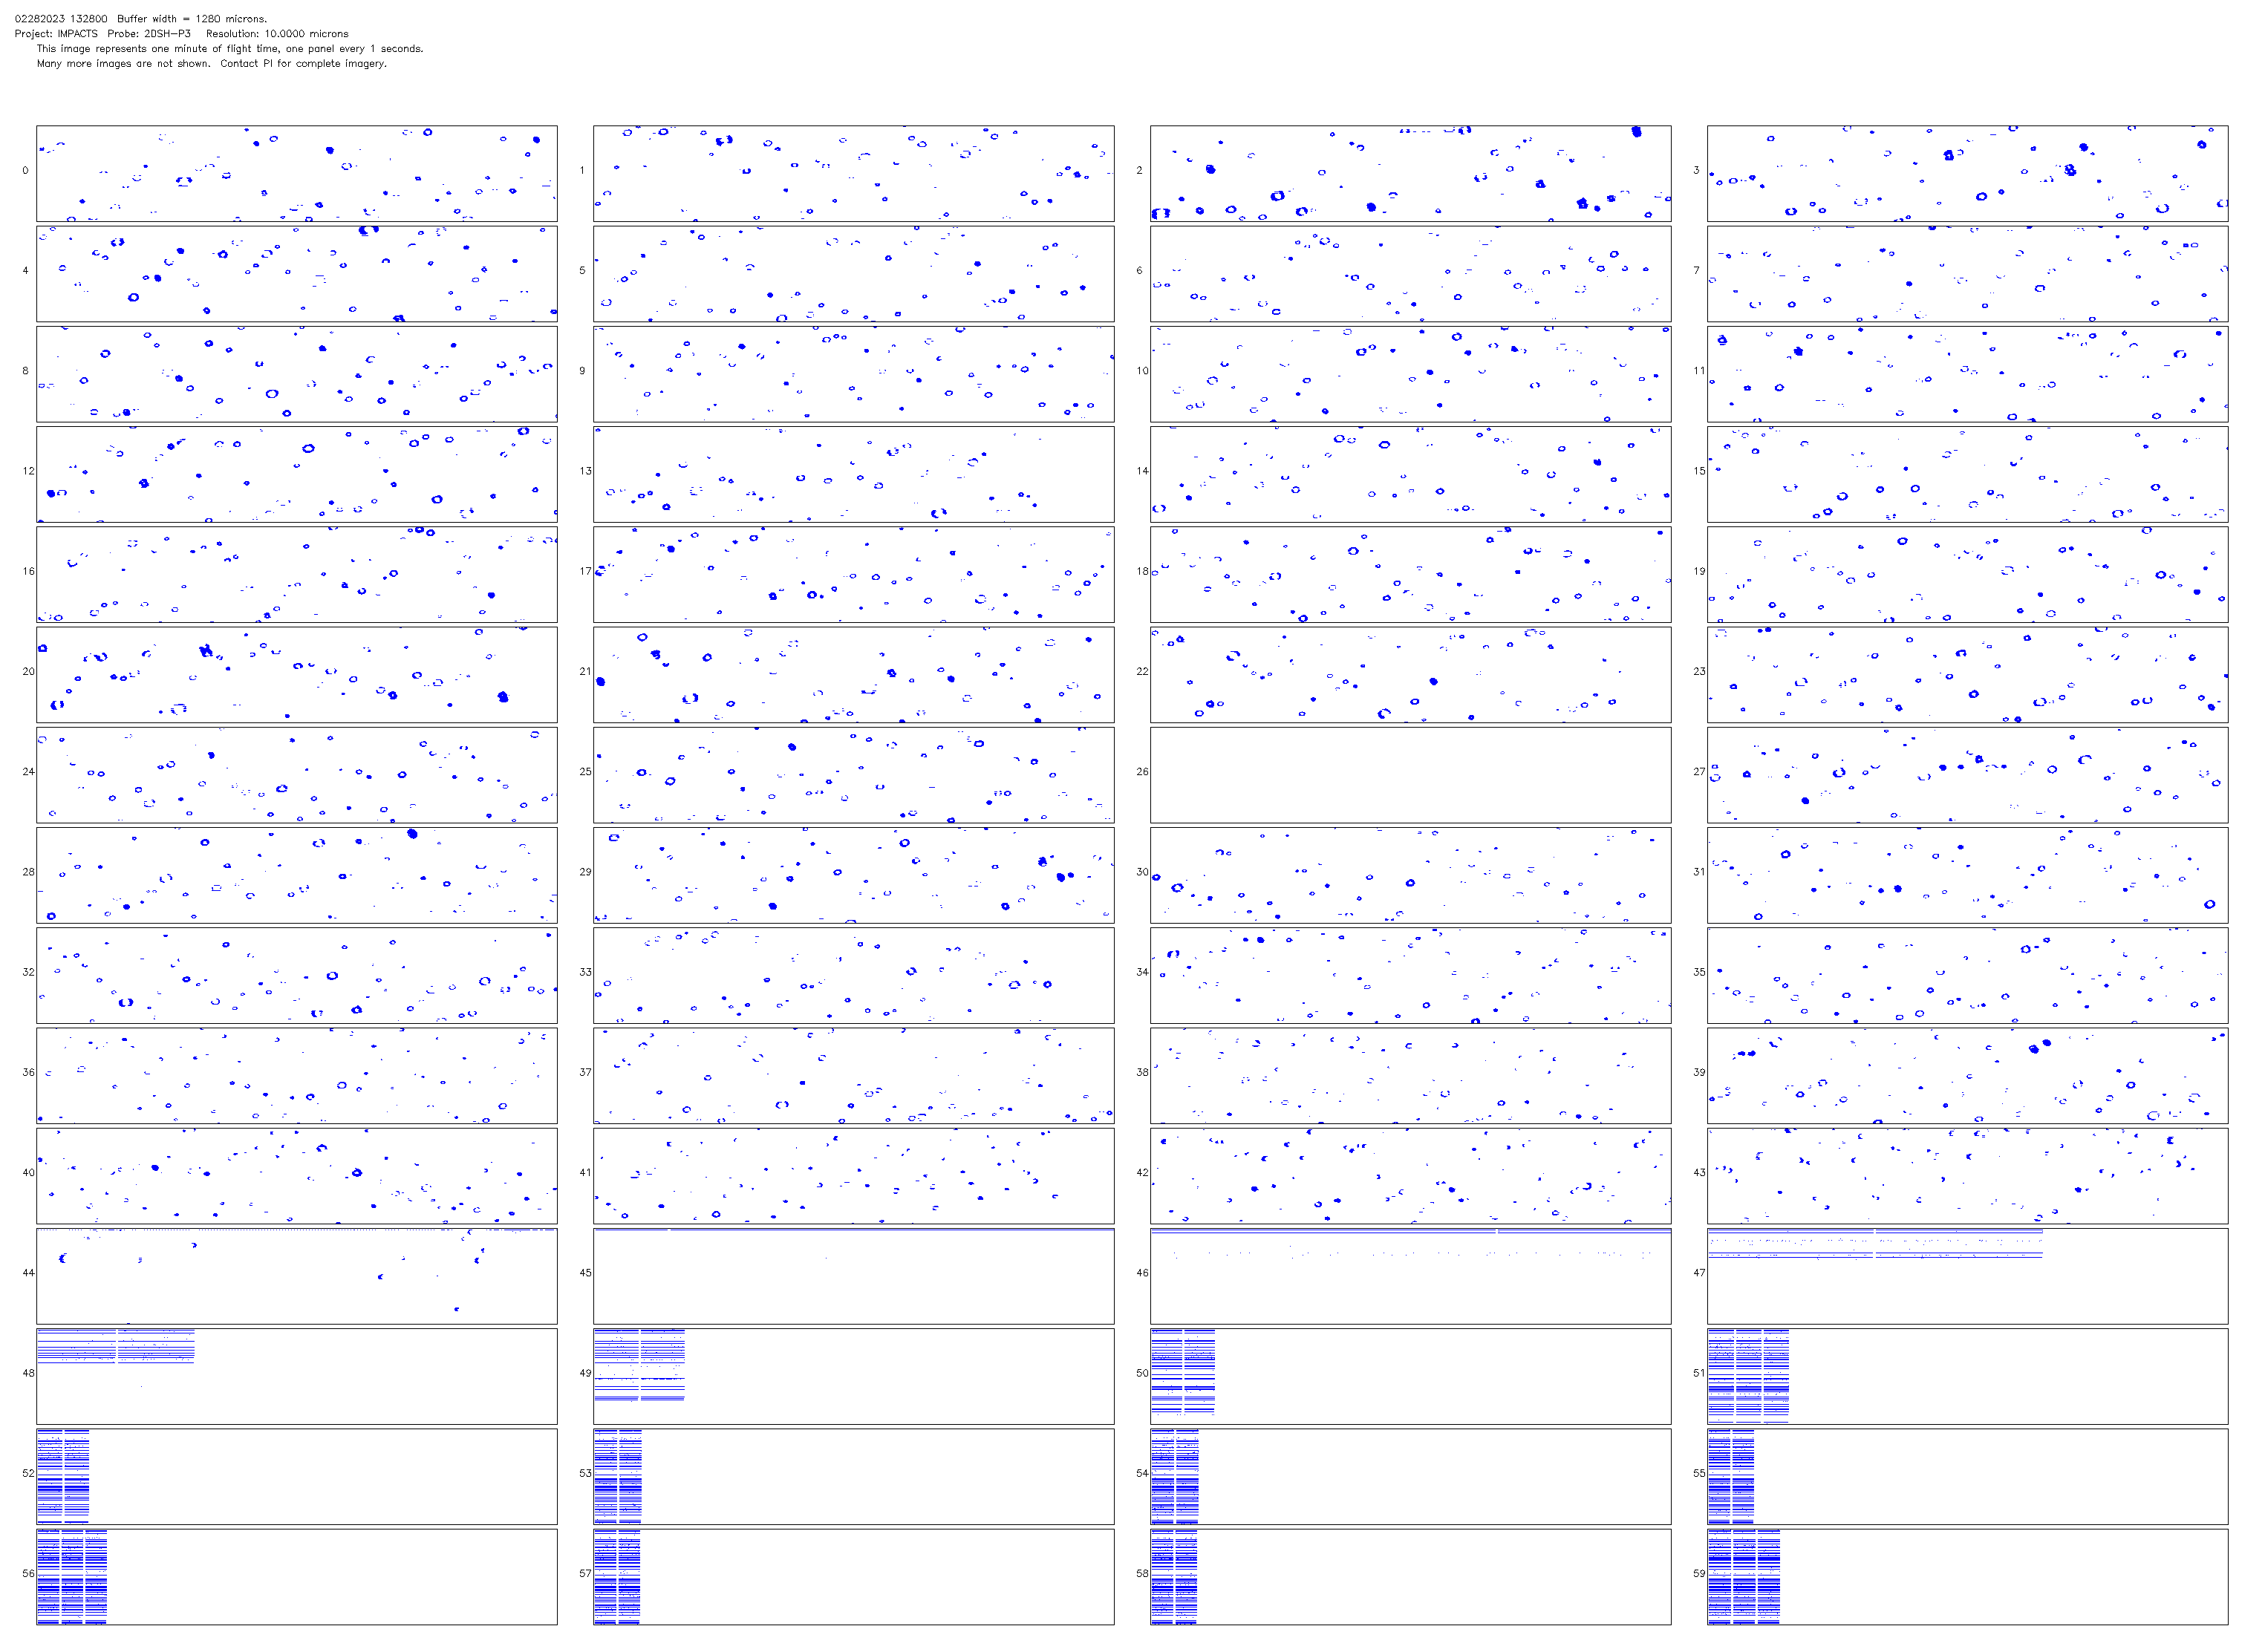 02282023 132800  Buffer width = 1280 microns.
Project: IMPACTS  Probe: 2DSH-P3    Resolution: 10.0000 microns
This image represents one minute of flight time, one panel every 1 seconds.
Many more images are not shown.  Contact PI for complete imagery.
0 1 2 3
4 5 6 7
8 9 10 11
12 13 14 15
16 17 18 19
20 21 22 23
24 25 26 27
28 29 30 31
32 33 34 35
36 37 38 39
40 41 42 43
44 45 46 47
48 49 50 51
52 53 54 55
56 57 58 59